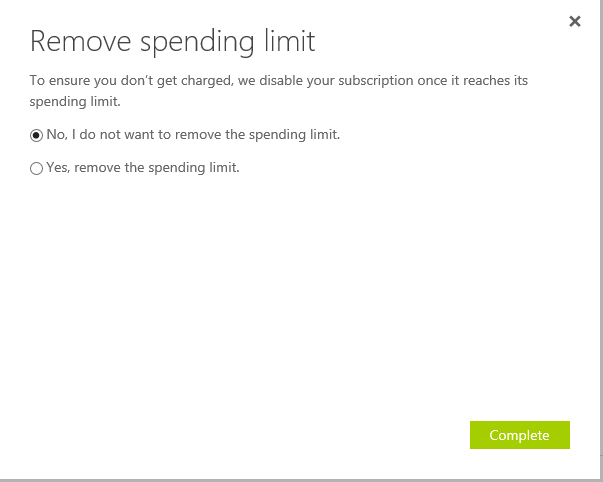 Remove spending limit
To ensure you don't get charged, we disable your subscription once it reaches its
spending limit.
No, I do not want to remove the spending limit.
Yes, remove the spending limit.
Complete